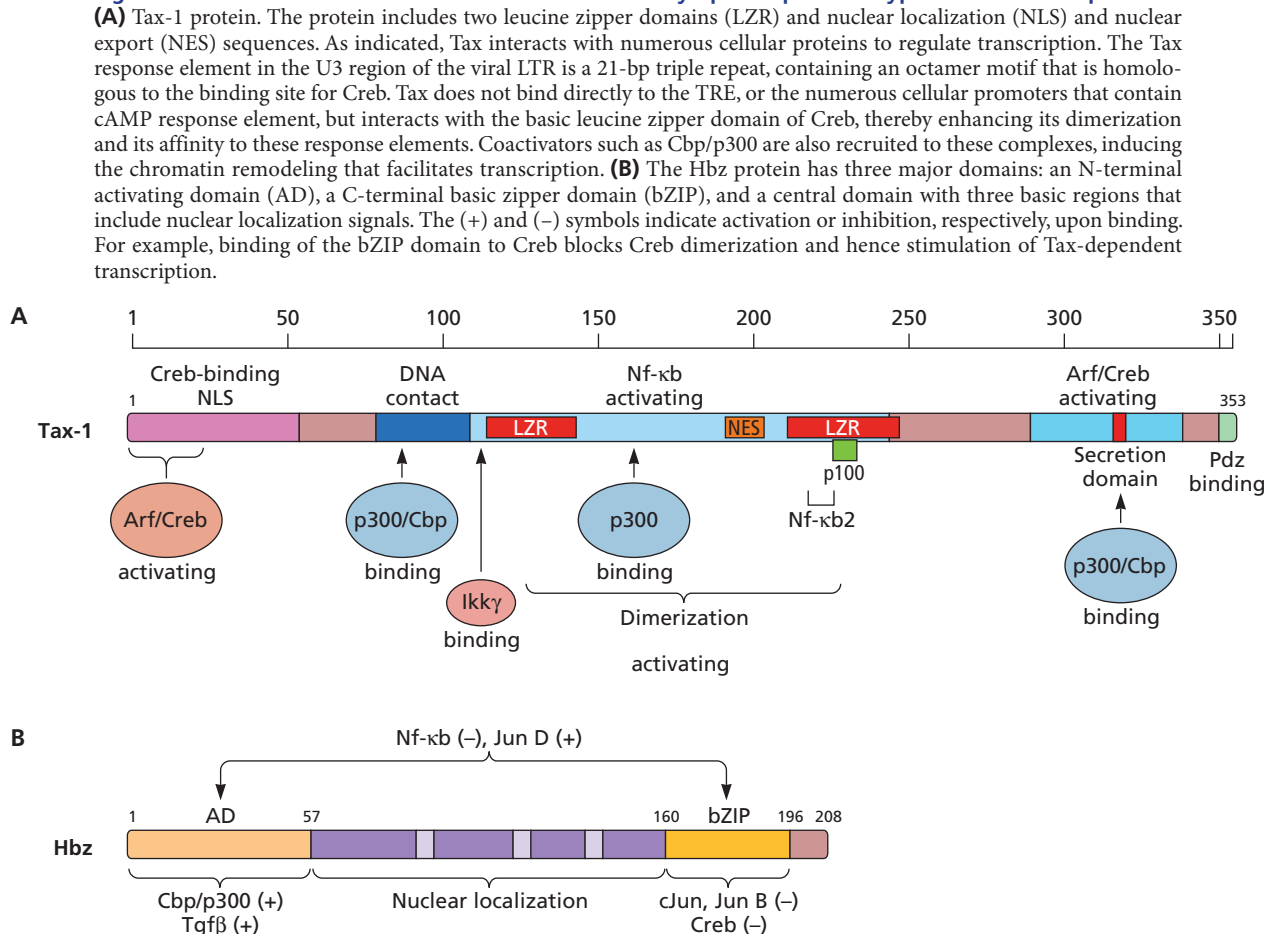 (A) Tax-1 protein. The protein includes two leucine zipper domains (LZR) and nuclear localization (NLS) and nuclear
export (NES) sequences. As indicated, Tax interacts with numerous cellular proteins to regulate transcription. The Tax
response element in the U3 region of the viral LTR is a 21-bp triple repeat, containing an octamer motif that is homolo-
gous to the binding site for Creb. Tax does not bind directly to the TRE, or the numerous cellular promoters that contain
cAMP response element, but interacts with the basic leucine zipper domain of Creb, thereby enhancing its dimerization
and its affinity to these response elements. Coactivators such as Cbp/p300 are also recruited to these complexes, inducing
the chromatin remodeling that facilitates transcription. (B) The Hbz protein has three major domains: an N-terminal
activating domain (AD), a C-terminal basic zipper domain (bZIP), and a central domain with three basic regions that
include nuclear localization signals. The (+) and (–) symbols indicate activation or inhibition, respectively, upon binding.
For example, binding of the bZIP domain to Creb blocks Creb dimerization and hence stimulation of Tax-dependent
transcription.
A
1 50 100 150 200 250 300 350
Creb-binding DNA Nf-κb Arf/Creb
NLS contact activating activating
1 353
Tax-1 LZR NES LZR
p100 Secretion Pdz
domain binding
Arf/Creb p300/Cbp p300 Nf-κb2
activating binding binding p300/Cbp
Ikkγ Dimerization binding
binding
activating
B
Nf-κb (–), Jun D (+)
1 AD 57 160 bZIP 196 208
Hbz
Cbp/p300 (+) Nuclear localization cJun, Jun B (–)
Tgfβ (+) Creb (–)